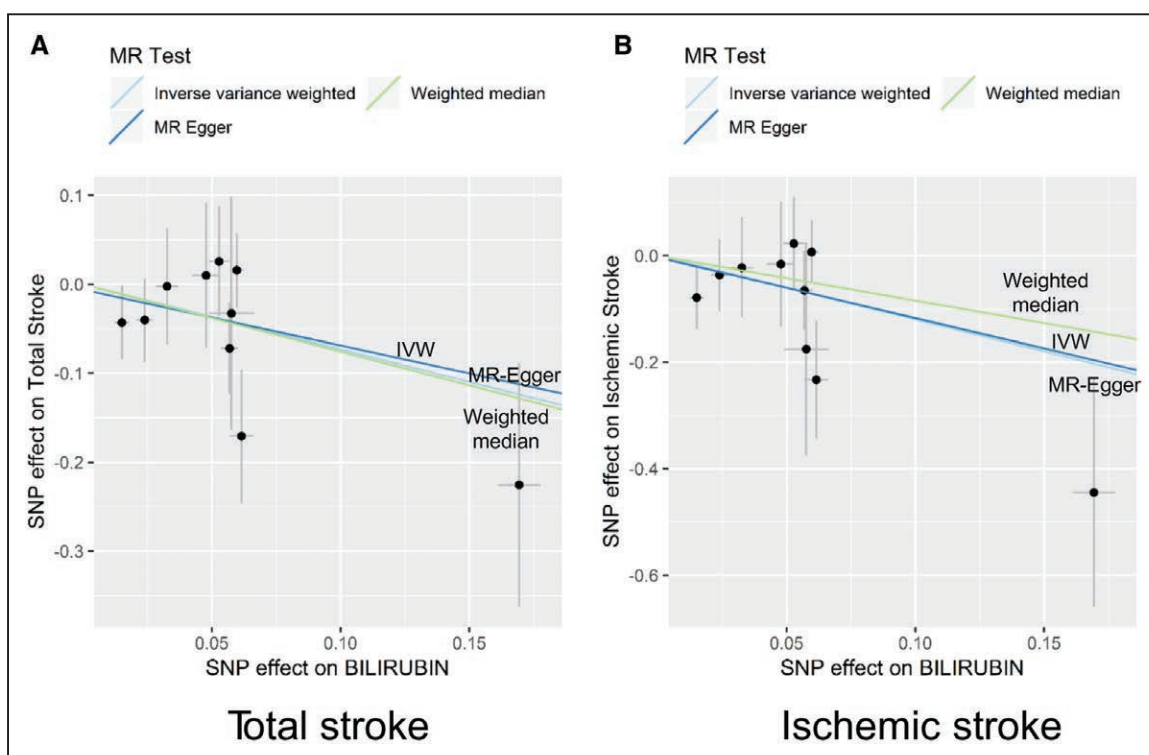 A
MR Test
Inverse variance weighted
Weighted median
MR Egger
SNP effect on Total Stroke
0.1
0.0
-0.1
-0.2
-0.3
IVW
MR-Egger
Weighted
median
0.05
0.10
0.15
SNP effect on BILIRUBIN
Total stroke
B
MR Test
Inverse variance weighted
Weighted median
MR Egger
SNP effect on Ischemic Stroke
0.0
-0.2
-0.4
-0.6
Weighted
median
IVW
MR-Egger
0.05
0.10
0.15
SNP effect on BILIRUBIN
Ischemic stroke